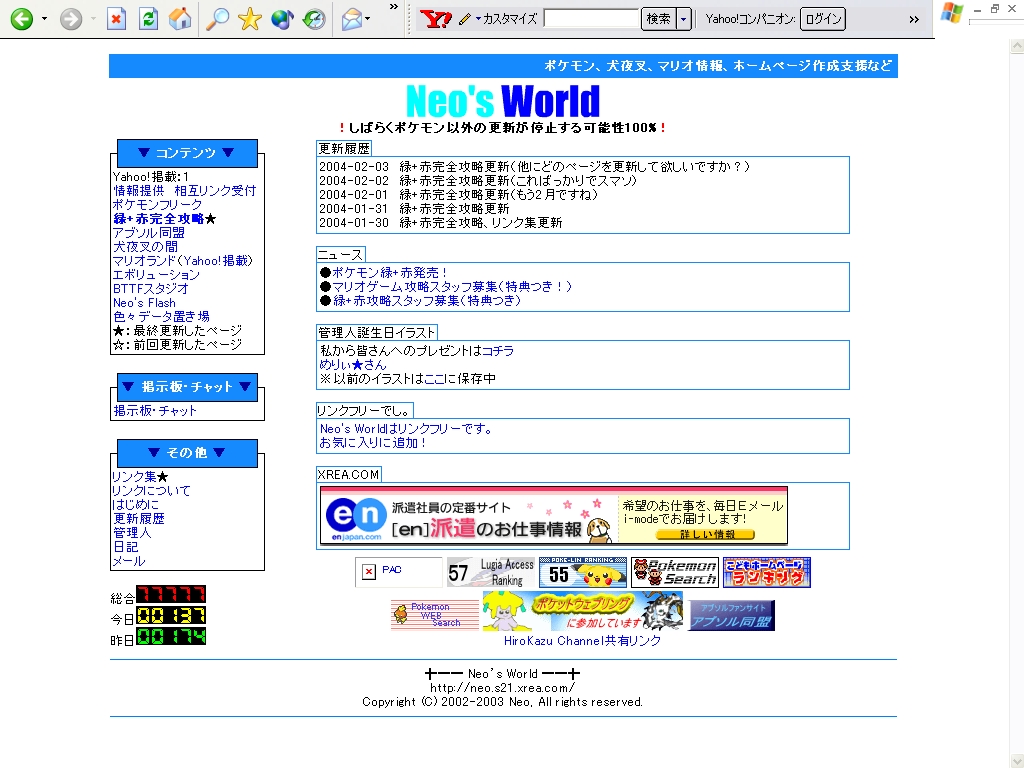 Y! カスタマイズ 検索 Yahoo!コンパニオン: ログイン
ポケモン、犬夜叉、マリオ情報、ホームページ作成支援など
Neo's World
！しばらくポケモン以外の更新が停止する可能性100%！
▼ コンテンツ ▼
Yahoo!掲載:1
情報提供 相互リンク受付
ポケモンフリーク
緑+赤完全攻略★
アブソル同盟
犬夜叉の間
マリオランド(Yahoo!掲載)
エボリューション
BTTFスタジオ
Neo's Flash
色々データ置き場
★:最終更新したページ
☆:前回更新したページ
▼ 掲示板・チャット ▼
掲示板・チャット
▼ その他 ▼
リンク集★
リンクについて
はじめに
更新履歴
管理人
日記
メール
総合 77777
今日 00137
昨日 00174
更新履歴
2004-02-03 緑+赤完全攻略更新(他にどのページを更新して欲しいですか？)
2004-02-02 緑+赤完全攻略更新(こればっかりでスマソ)
2004-02-01 緑+赤完全攻略更新(もう2月ですね)
2004-01-31 緑+赤完全攻略更新
2004-01-30 緑+赤完全攻略、リンク集更新
ニュース
●ポケモン緑+赤発売！
●マリオゲーム攻略スタッフ募集(特典つき！)
●緑+赤攻略スタッフ募集(特典つき)
管理人誕生日イラスト
私から皆さんへのプレゼントはコチラ
めりぃ★さん
※以前のイラストはここに保存中
リンクフリーでし。
Neo's Worldはリンクフリーです。
お気に入りに追加！
XREA.COM
en enjapan.com
派遣社員の定番サイト
[en]派遣のお仕事情報
希望のお仕事を、毎日Eメール
i-modeでお届けします!
詳しい情報
PAC
57 Lugia Access Ranking
POKE-LIN RANKING 55
Pokemon Search
こどもホームページ ランキング
Pokemon WEB Search
ポケットウェブリング に参加しています
アブソルファンサイト アブソル同盟
HiroKazu Channel共有リンク
╋━━ Neo's World ━━╋
http://neo.s21.xrea.com/
Copyright (C) 2002-2003 Neo, All rights reserved.